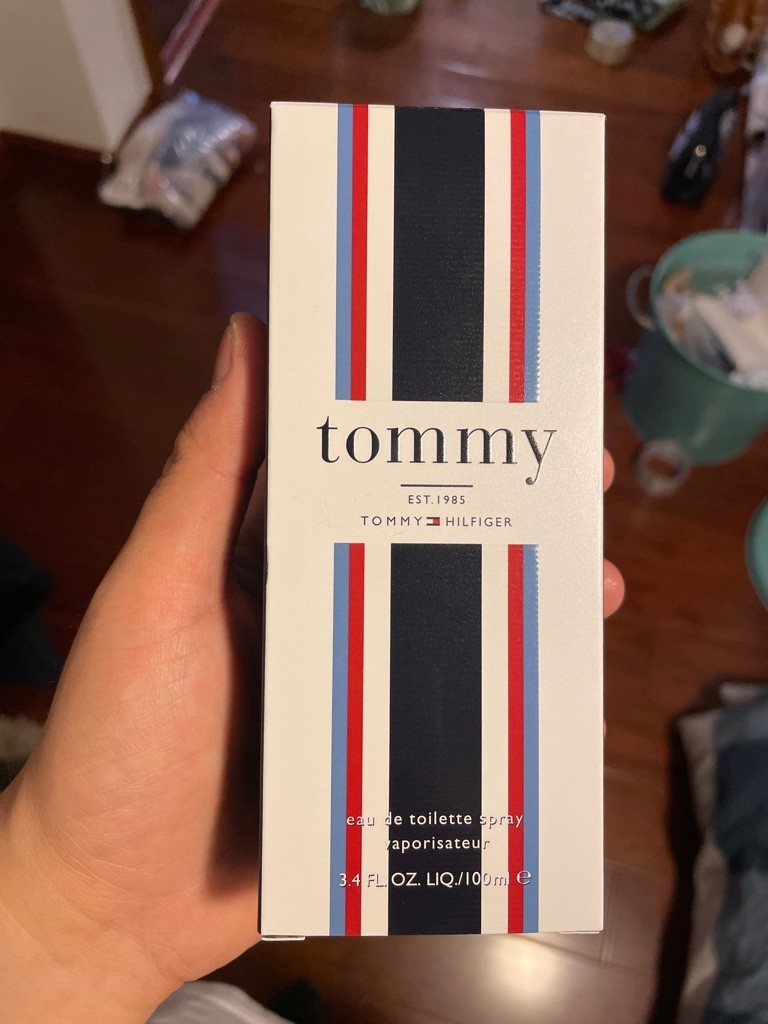 tommy
EST.1985
TOMMY HILFIGER
eau de toilette spray
vaporisateur
3.4 FL. OZ. LIQ./100ml ℮